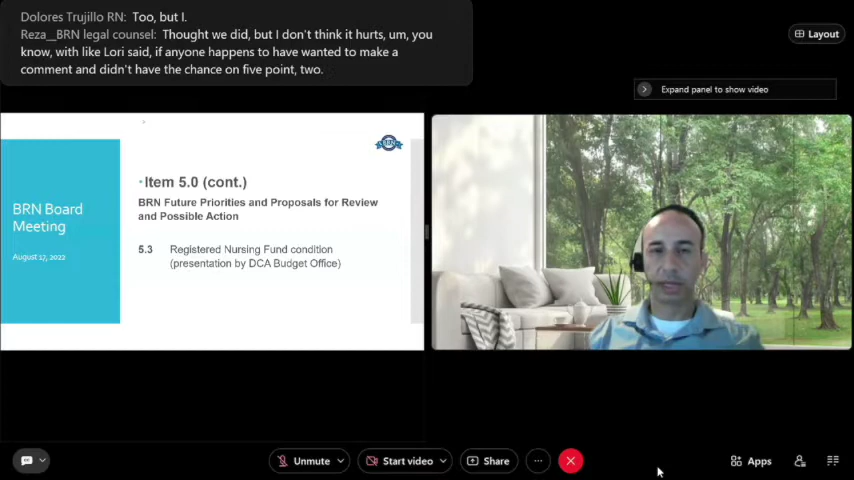 Dolores Trujillo RN: Too, but I.
Reza__BRN legal counsel: Thought we did, but I don't think it hurts, um, you
know, with like Lori said, if anyone happens to have wanted to make a
comment and didn't have the chance on five point, two.
Layout
Expand panel to show video
BRN Board
Meeting
August 17, 2022
BRN
Item 5.0 (cont.)
BRN Future Priorities and Proposals for Review
and Possible Action
5.3 Registered Nursing Fund condition
(presentation by DCA Budget Office)
Unmute
Start video
Share
Apps